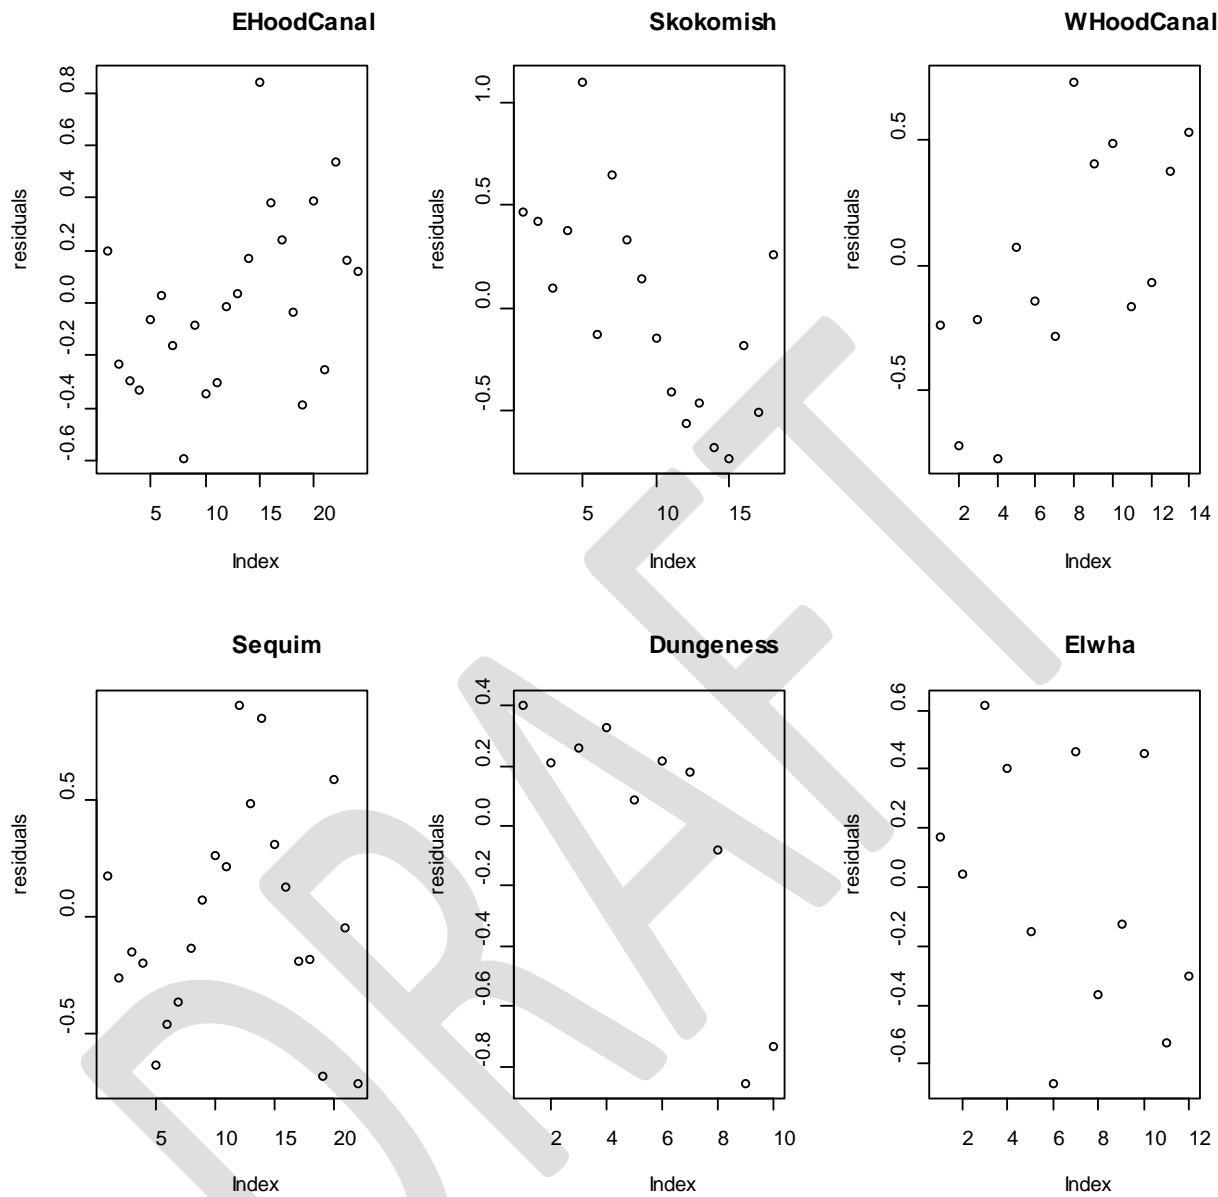 EHoodCanal
Skokomish
WHoodCanal
residuals
-0.6 -0.4 -0.2 0.0 0.2 0.4 0.6 0.8
5 10 15 20
Index
residuals
-0.5 0.0 0.5 1.0
5 10 15
Index
residuals
-0.5 0.0 0.5
2 4 6 8 10 12 14
Index
Sequim
Dungeness
Elwha
residuals
-0.5 0.0 0.5
5 10 15 20
Index
residuals
-0.8 -0.6 -0.4 -0.2 0.0 0.2 0.4
2 4 6 8 10
Index
residuals
-0.6 -0.4 -0.2 0.0 0.2 0.4 0.6
2 4 6 8 10 12
Index
DRAFT